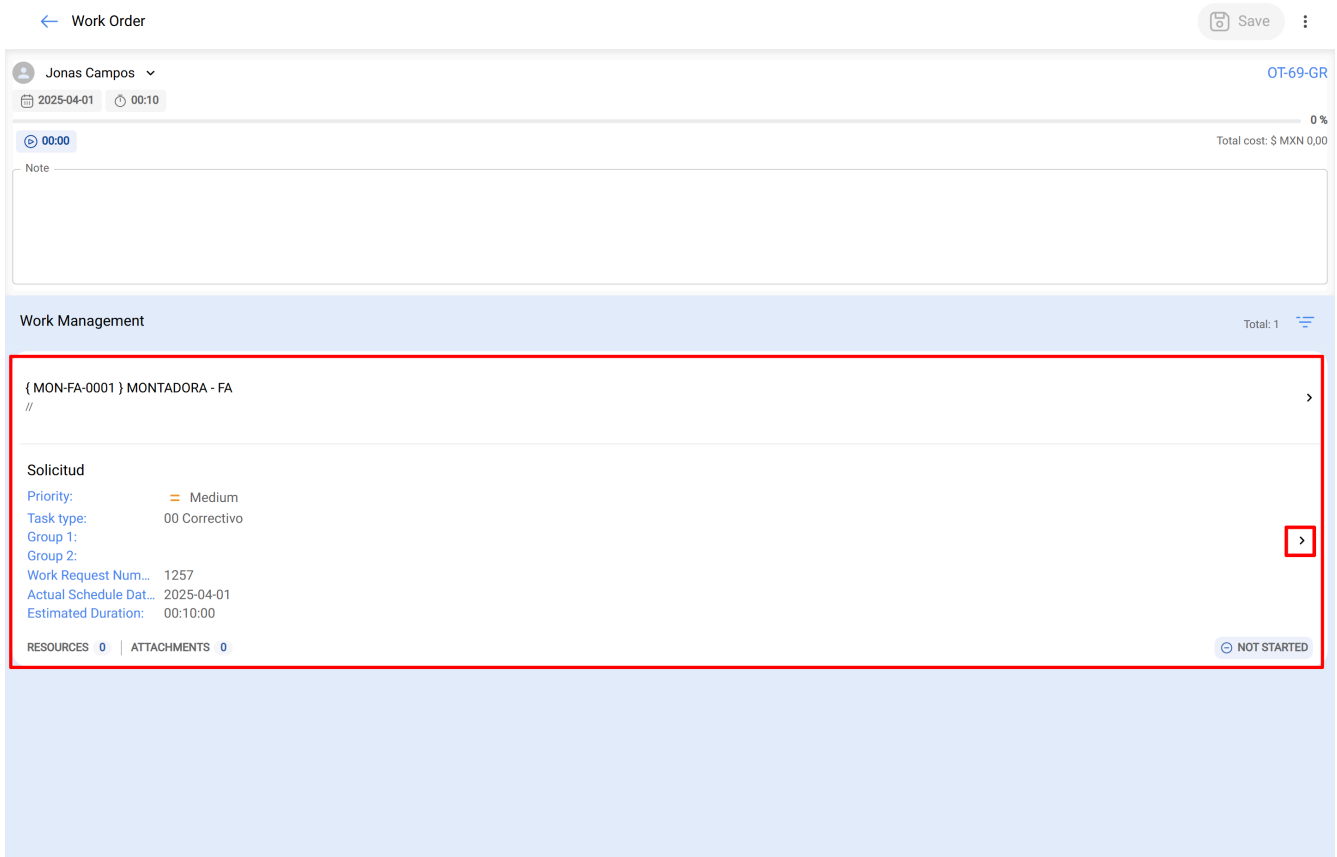 Work Order
Save
Jonas Campos
OT-69-GR
2025-04-01 00:10
0 %
00:00
Total cost: $ MXN 0,00
Note
Work Management
Total: 1
{ MON-FA-0001 } MONTADORA - FA
//
Solicitud
Priority: Medium
Task type: 00 Correctivo
Group 1:
Group 2:
Work Request Num... 1257
Actual Schedule Dat... 2025-04-01
Estimated Duration: 00:10:00
RESOURCES 0 ATTACHMENTS 0
NOT STARTED